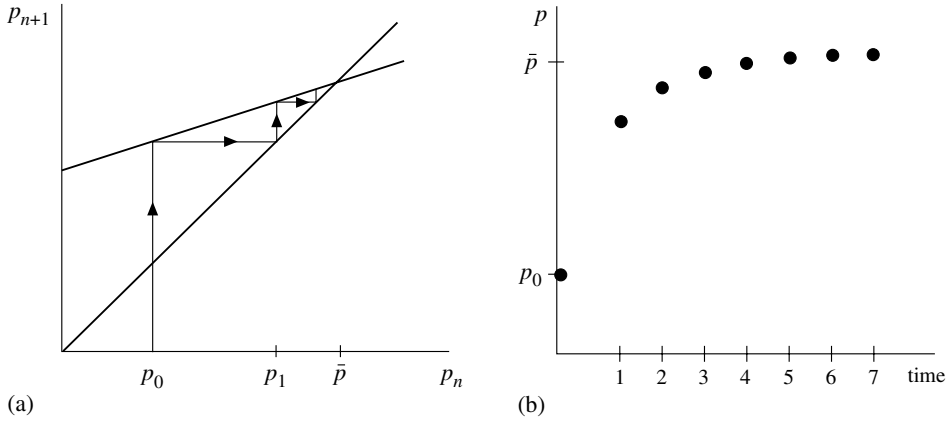 p_{n+1}
p_0 p_1 p̄ p_n
(a)
p
p̄
p_0
1 2 3 4 5 6 7 time
(b)